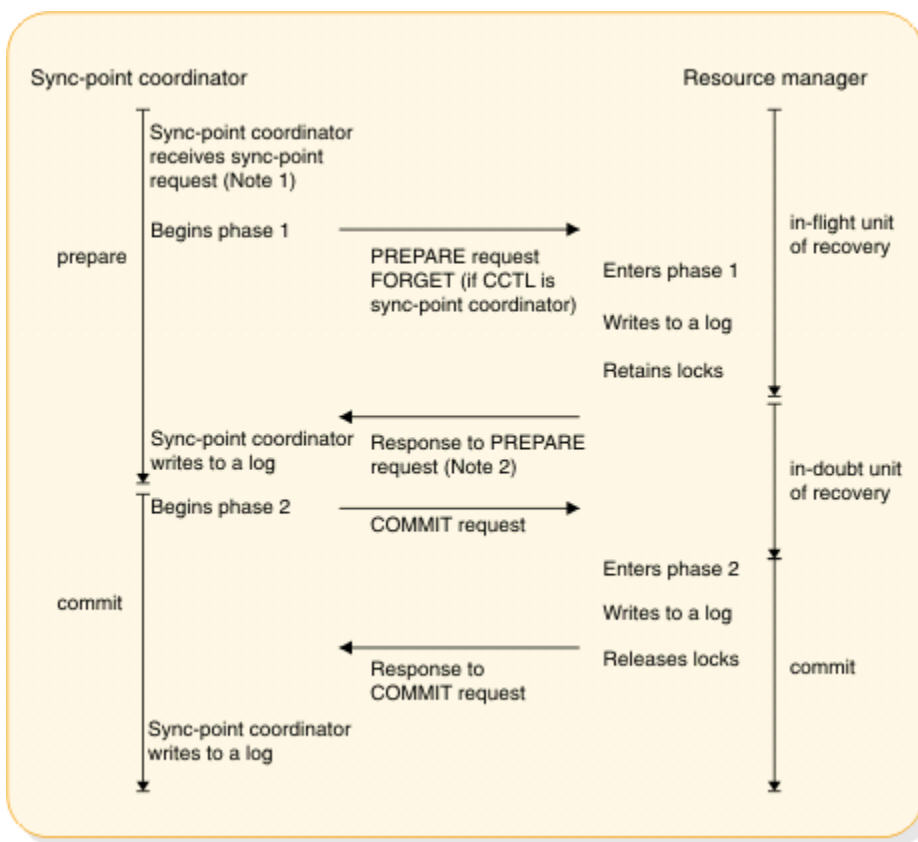 Sync-point coordinator
Resource manager
Sync-point coordinator
receives sync-point
request (Note 1)
in-flight unit
of recovery
Begins phase 1
prepare
PREPARE request
FORGET (if CCTL is
sync-point coordinator)
Enters phase 1
Writes to a log
Retains locks
Sync-point coordinator
writes to a log
Response to PREPARE
request (Note 2)
in-doubt unit
of recovery
Begins phase 2
COMMIT request
Enters phase 2
commit
Writes to a log
Releases locks
commit
Response to
COMMIT request
Sync-point coordinator
writes to a log